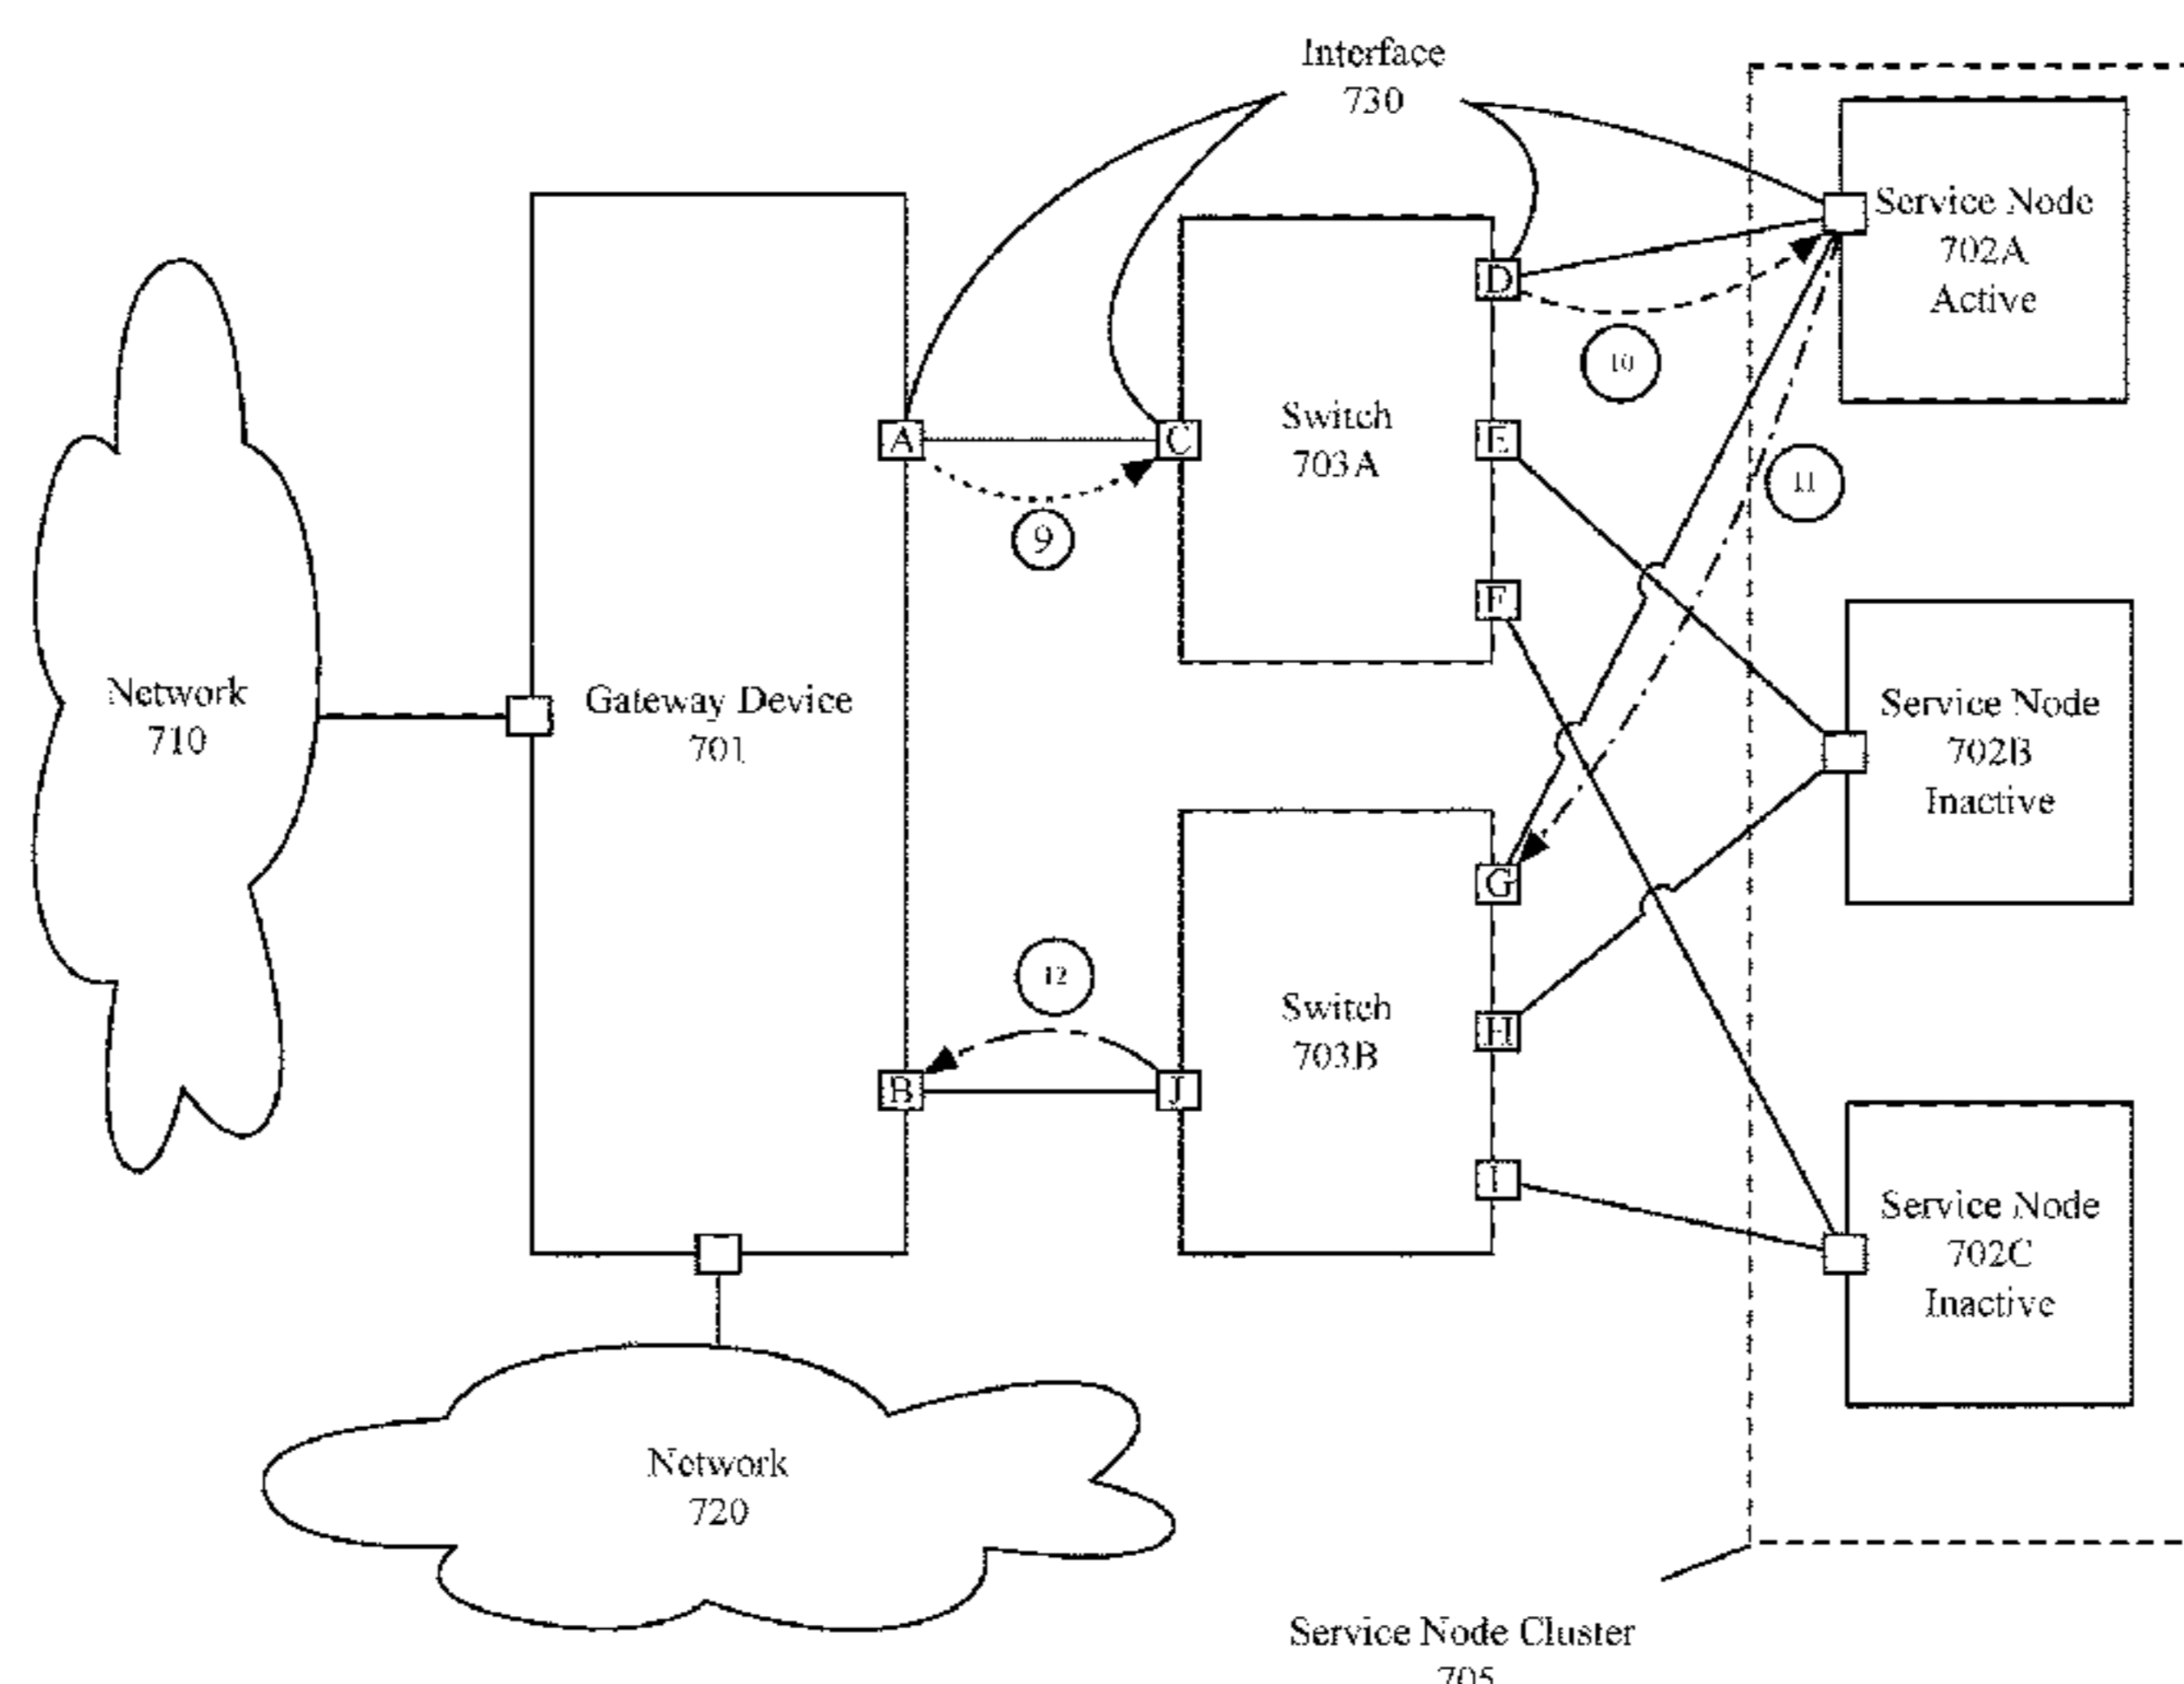 Interface
730
Service Node
702A
Active
D
10
A
C
Switch
703A
E
11
9
F
Network
710
Gateway Device
701
Service Node
702B
Inactive
G
12
Switch
703B
H
B
J
I
Service Node
702C
Inactive
Network
720
Service Node Cluster
705